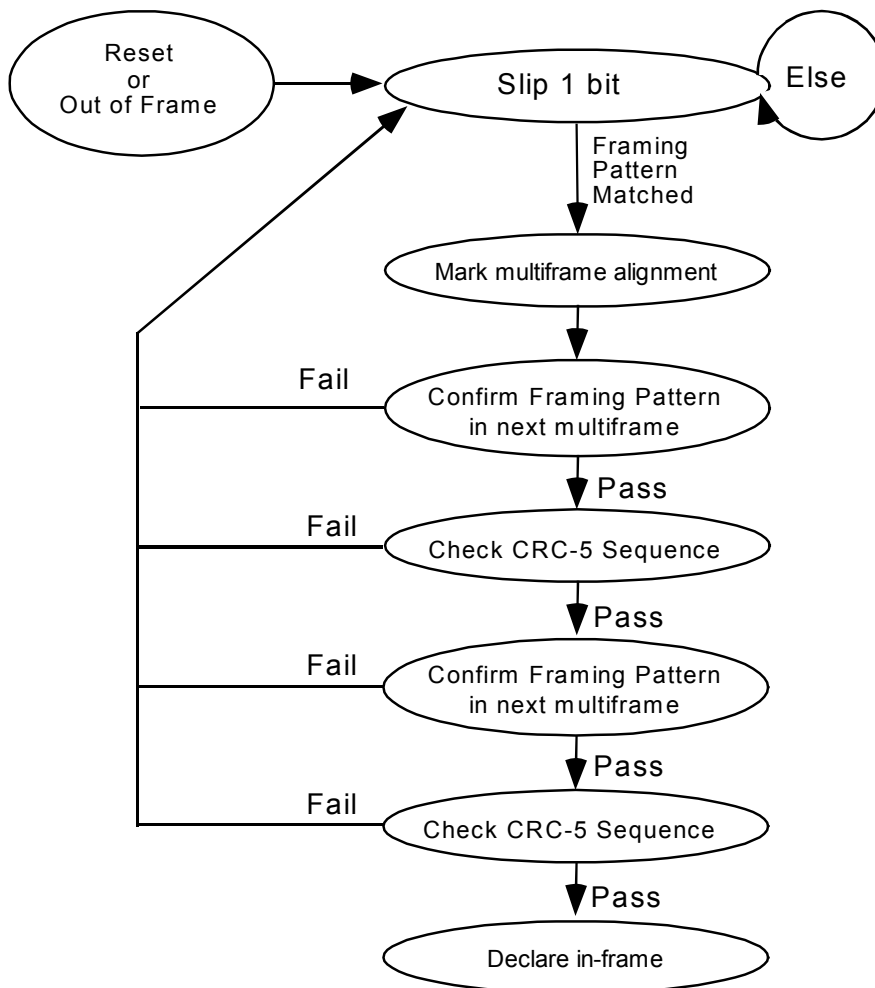 Reset
or
Out of Frame
Slip 1 bit
Else
Framing
Pattern
Matched
Mark multiframe alignment
Fail
Confirm Framing Pattern
in next multiframe
Pass
Fail
Check CRC-5 Sequence
Pass
Fail
Confirm Framing Pattern
in next multiframe
Pass
Fail
Check CRC-5 Sequence
Pass
Declare in-frame